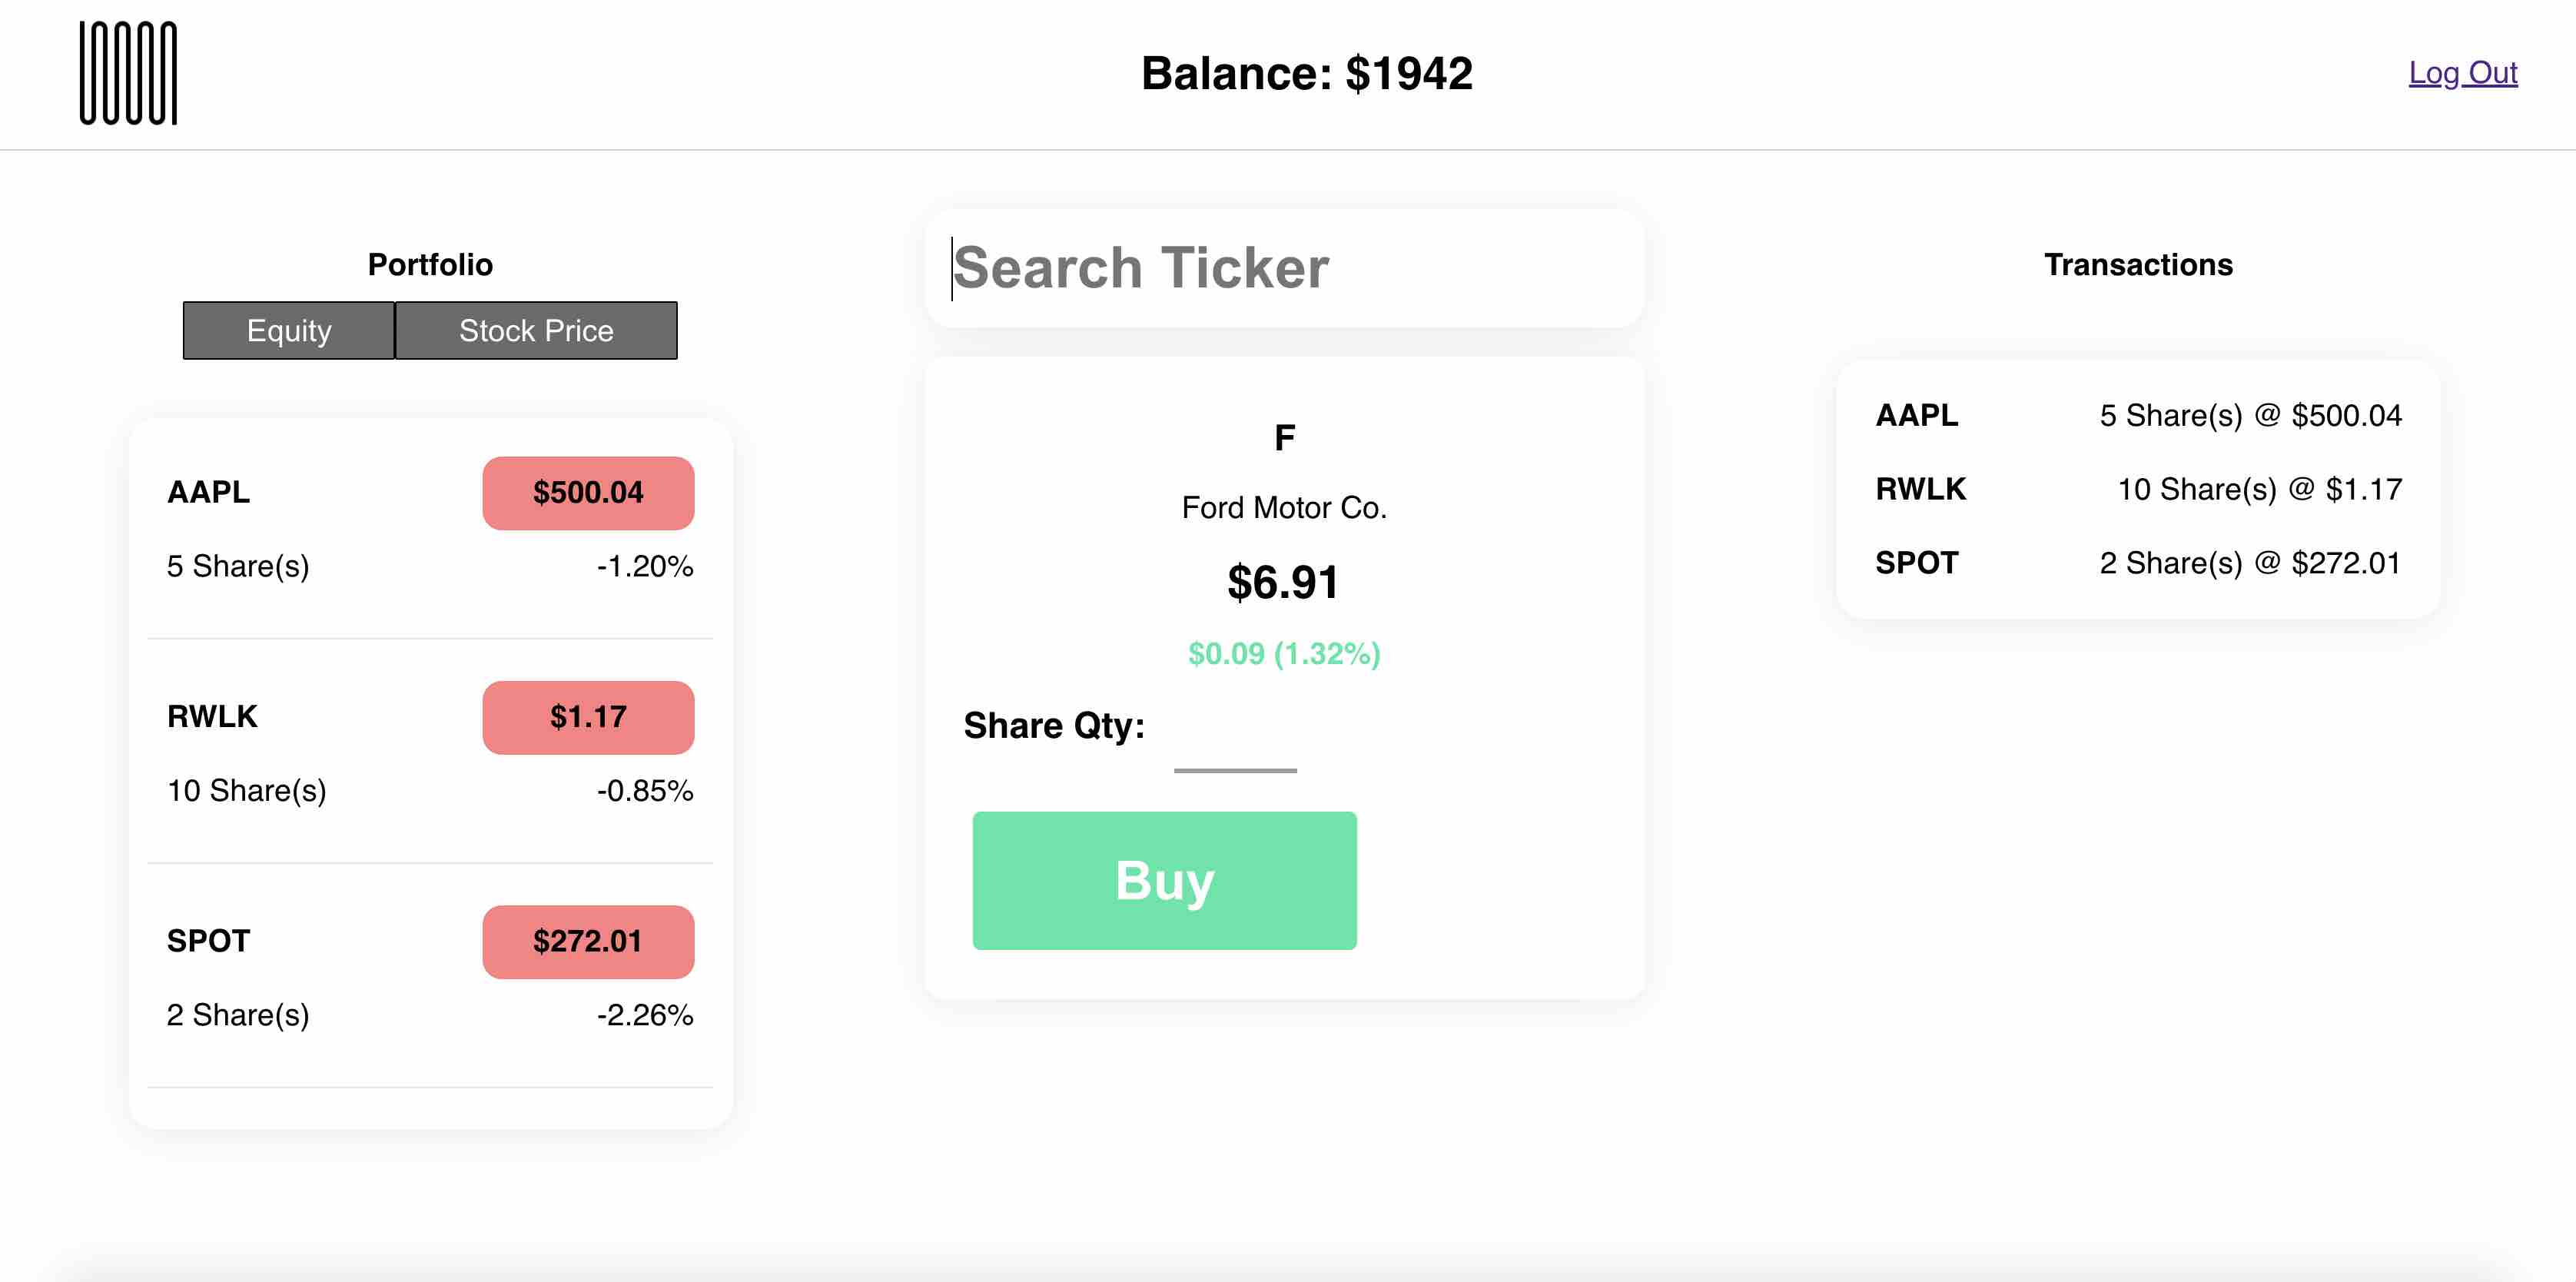 Balance: $1942
Log Out
Portfolio
Equity Stock Price
AAPL $500.04
5 Share(s) -1.20%
RWLK $1.17
10 Share(s) -0.85%
SPOT $272.01
2 Share(s) -2.26%
Search Ticker
F
Ford Motor Co.
$6.91
$0.09 (1.32%)
Share Qty:
Buy
Transactions
AAPL 5 Share(s) @ $500.04
RWLK 10 Share(s) @ $1.17
SPOT 2 Share(s) @ $272.01